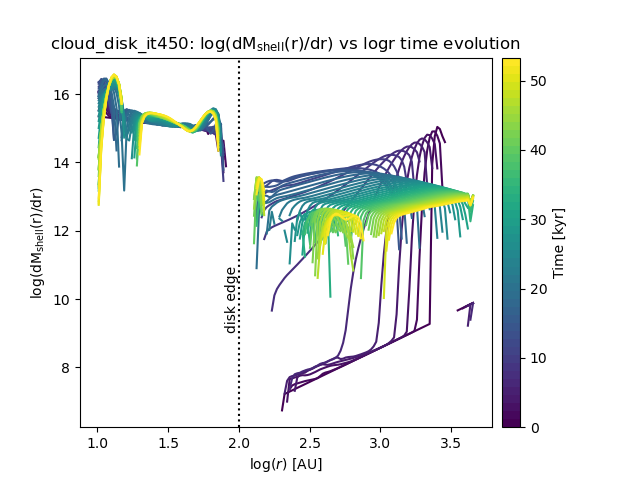 cloud_disk_it450: log(dM_shell(r)/dr) vs logr time evolution
log(dM_shell(r)/dr)
16
14
12
10
8
disk edge
1.0 1.5 2.0 2.5 3.0 3.5
log(r) [AU]
50
40
30
20
10
0
Time [kyr]